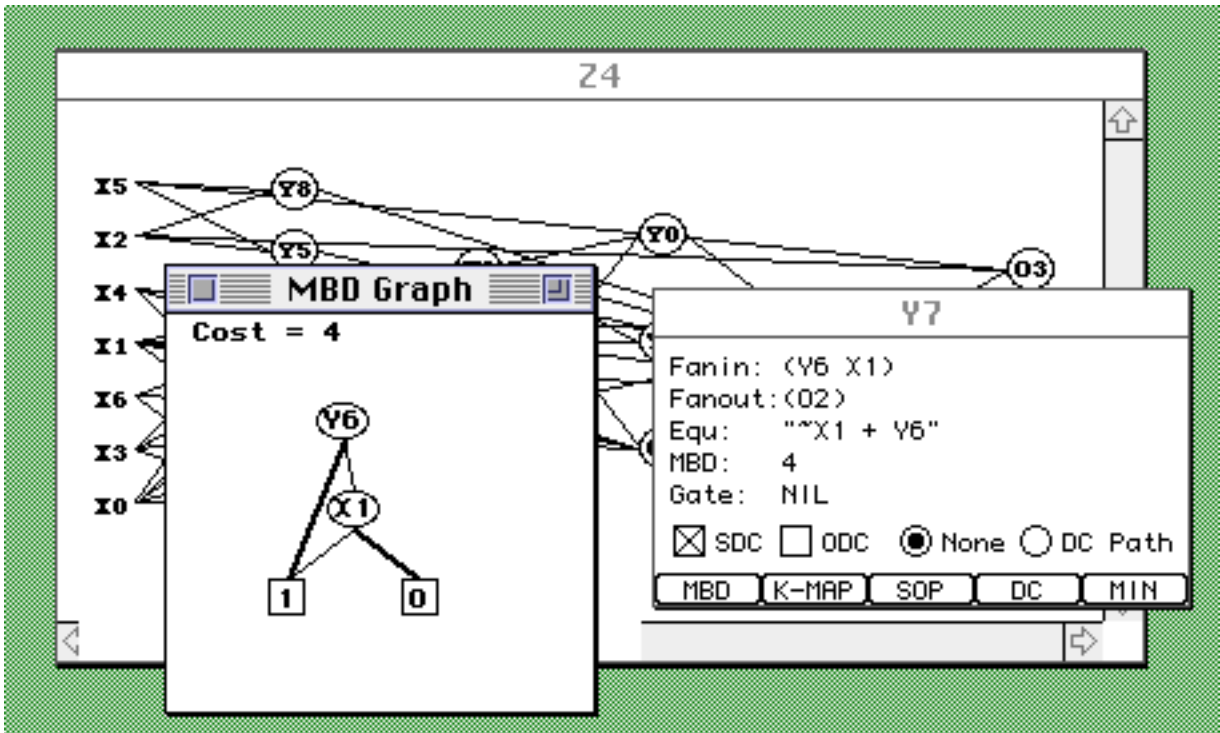 Z4
X5
X2
X4
X1
X6
X3
X0
Y8
Y5
Y0
O3
MBD Graph
Cost = 4
Y6
X1
1 0
Y7
Fanin: (Y6 X1)
Fanout:(O2)
Equ: "~X1 + Y6"
MBD: 4
Gate: NIL
SDC ODC None DC Path
MBD K-MAP SOP DC MIN